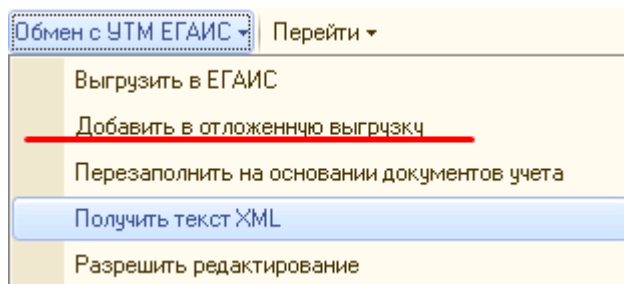 Обмен с УТМ ЕГАИС Перейти
Выгрузить в ЕГАИС
Добавить в отложенную выгрузку
Перезаполнить на основании документов учета
Получить текст XML
Разрешить редактирование